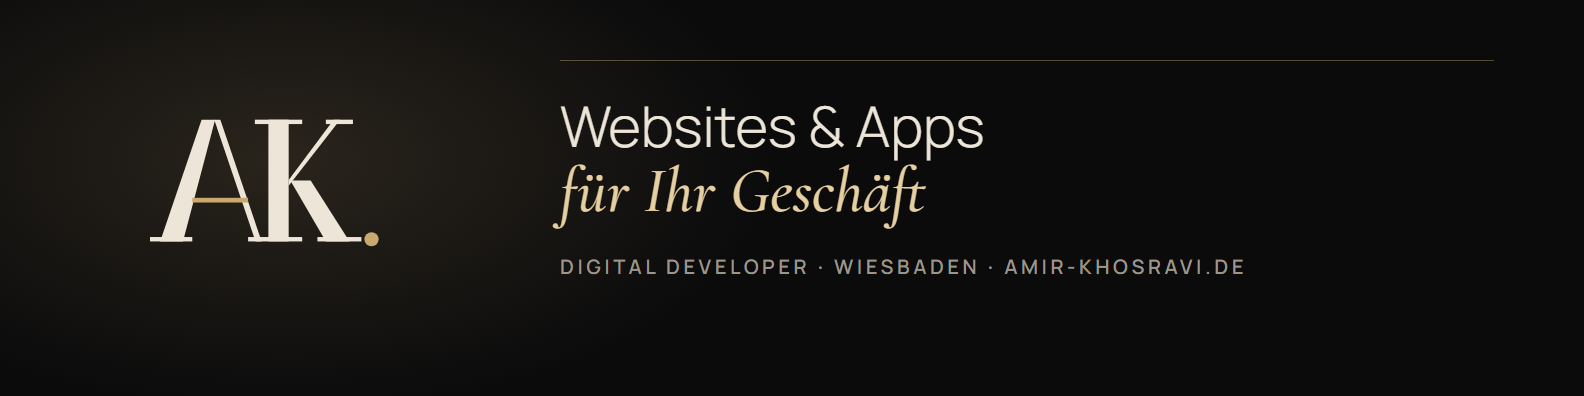 AK.
Websites & Apps
für Ihr Geschäft
DIGITAL DEVELOPER · WIESBADEN · AMIR-KHOSRAVI.DE